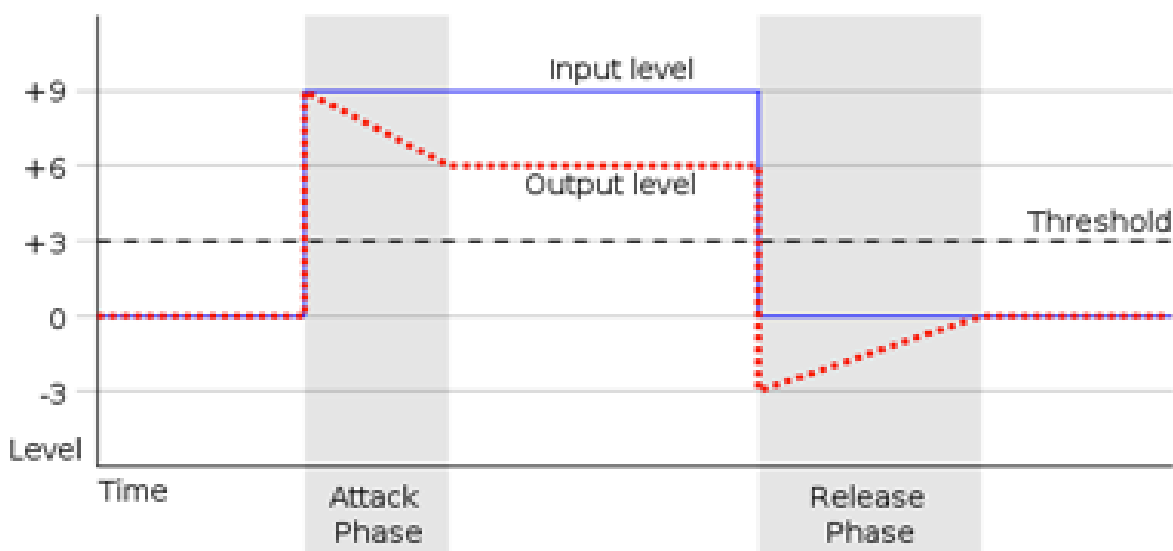 Input level
+9
+6
Output level
Threshold
+3
0
-3
Level
Time
Attack
Phase
Release
Phase